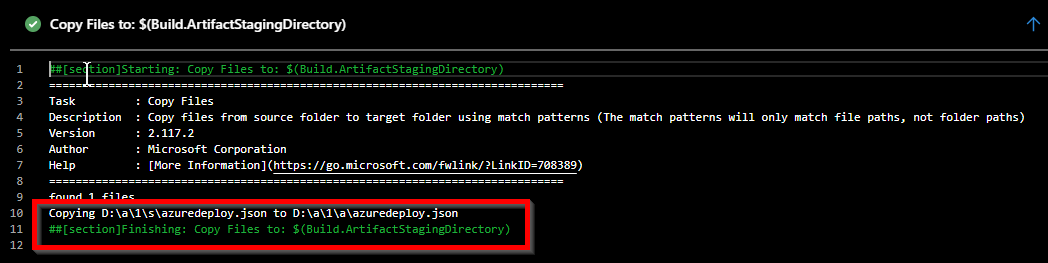 Copy Files to: $(Build.ArtifactStagingDirectory)
1 ##[section]Starting: Copy Files to: $(Build.ArtifactStagingDirectory)
2 ==============================================================================
3 Task : Copy Files
4 Description : Copy files from source folder to target folder using match patterns (The match patterns will only match file paths, not folder paths)
5 Version : 2.117.2
6 Author : Microsoft Corporation
7 Help : [More Information](https://go.microsoft.com/fwlink/?LinkID=708389)
8 ==============================================================================
9 found 1 files
10 Copying D:\a\1\s\azuredeploy.json to D:\a\1\a\azuredeploy.json
11 ##[section]Finishing: Copy Files to: $(Build.ArtifactStagingDirectory)
12